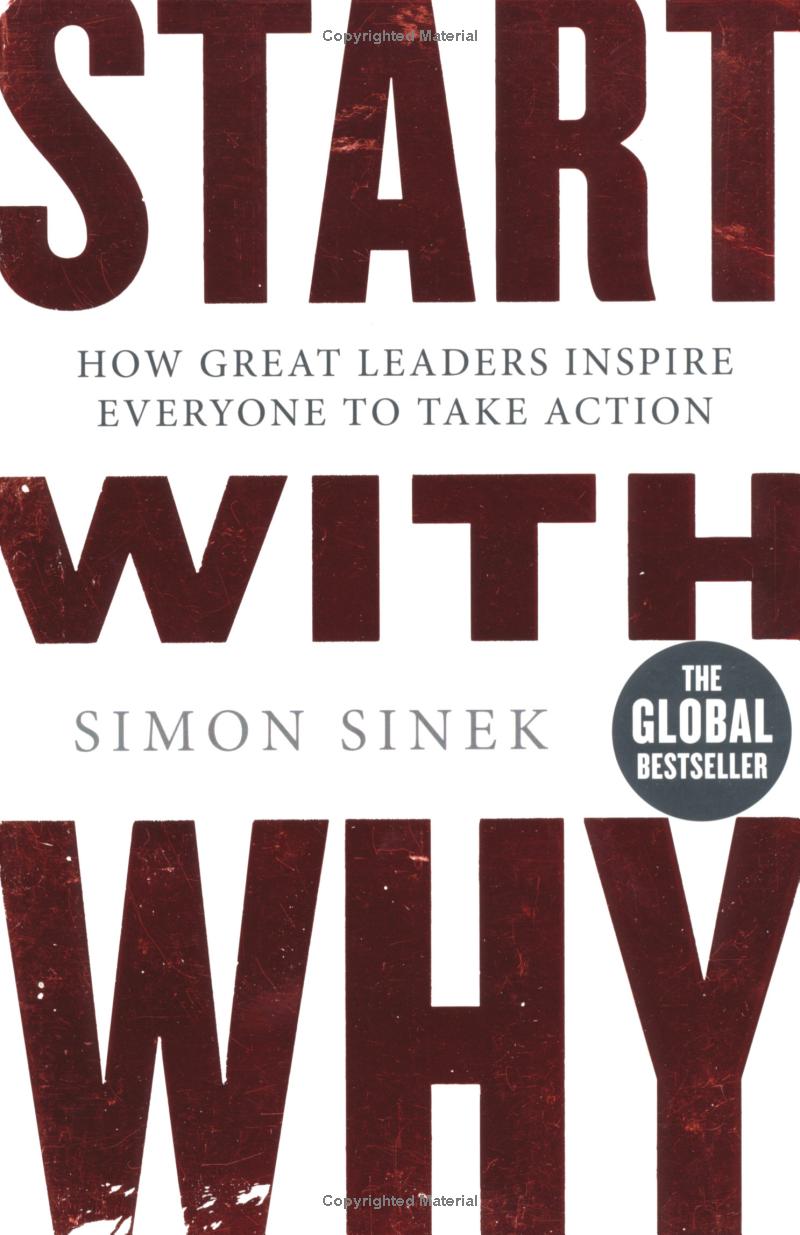 Copyrighted Material
START
HOW GREAT LEADERS INSPIRE
EVERYONE TO TAKE ACTION
WITH
SIMON SINEK
THE
GLOBAL
BESTSELLER
WHY
Copyrighted Material